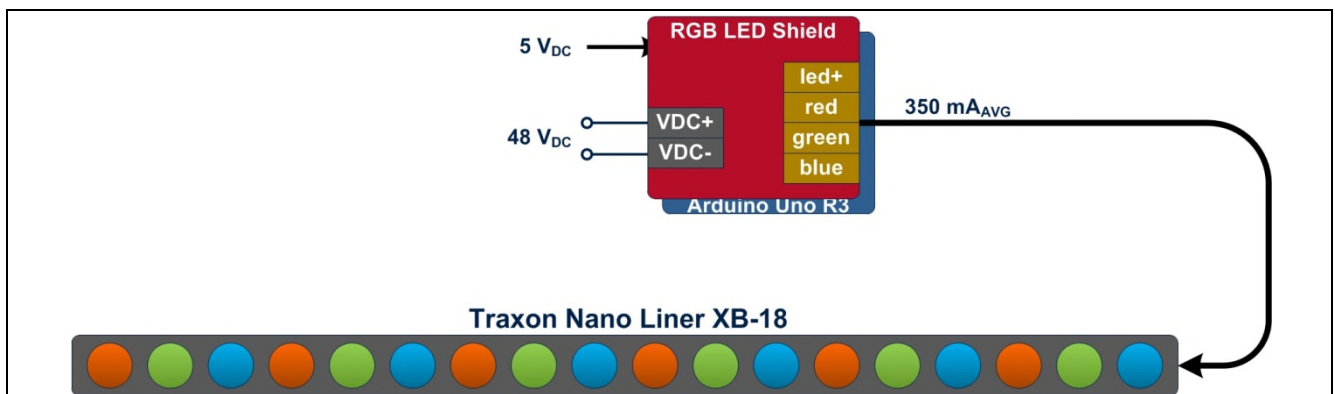 RGB LED Shield
5 VDC
led+
red
350 mAAVG
green
blue
48 VDC
VDC+
VDC-
Arduino Uno R3
Traxon Nano Liner XB-18